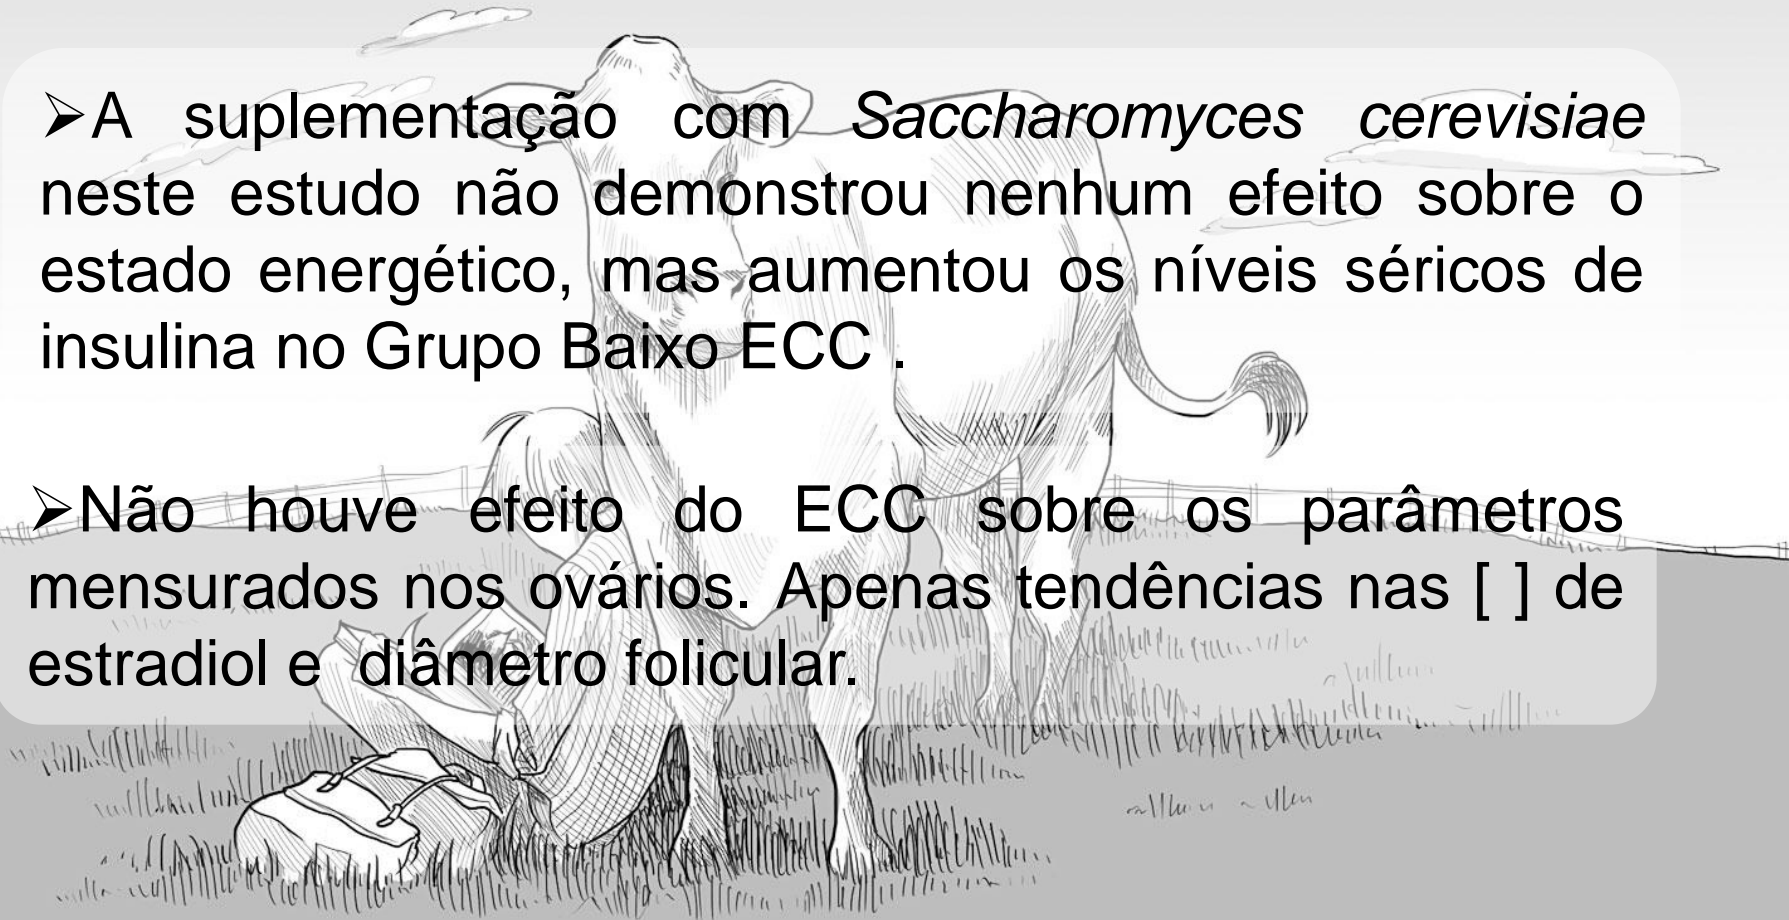 ➢A suplementação com Saccharomyces cerevisiae
neste estudo não demonstrou nenhum efeito sobre o
estado energético, mas aumentou os níveis séricos de
insulina no Grupo Baixo ECC .
➢Não houve efeito do ECC sobre os parâmetros
mensurados nos ovários. Apenas tendências nas [ ] de
estradiol e diâmetro folicular.